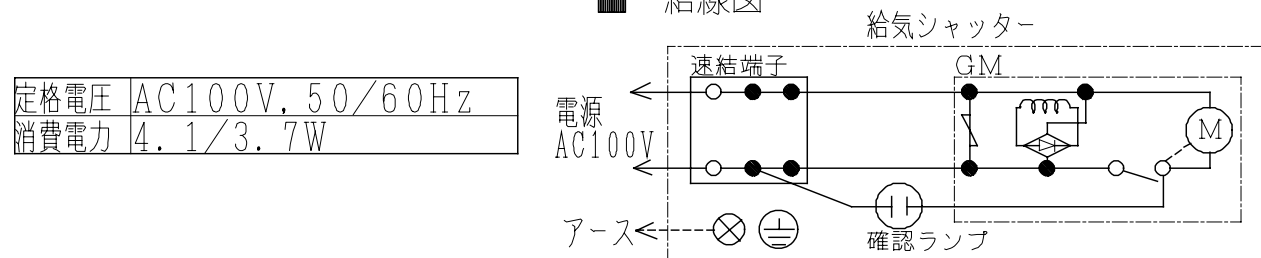 ■ 結線図
給気シャッター
定格電圧 AC100V, 50/60Hz
消費電力 4. 1/3. 7W
速結端子
GM
電源
AC100V
M
アース
確認ランプ